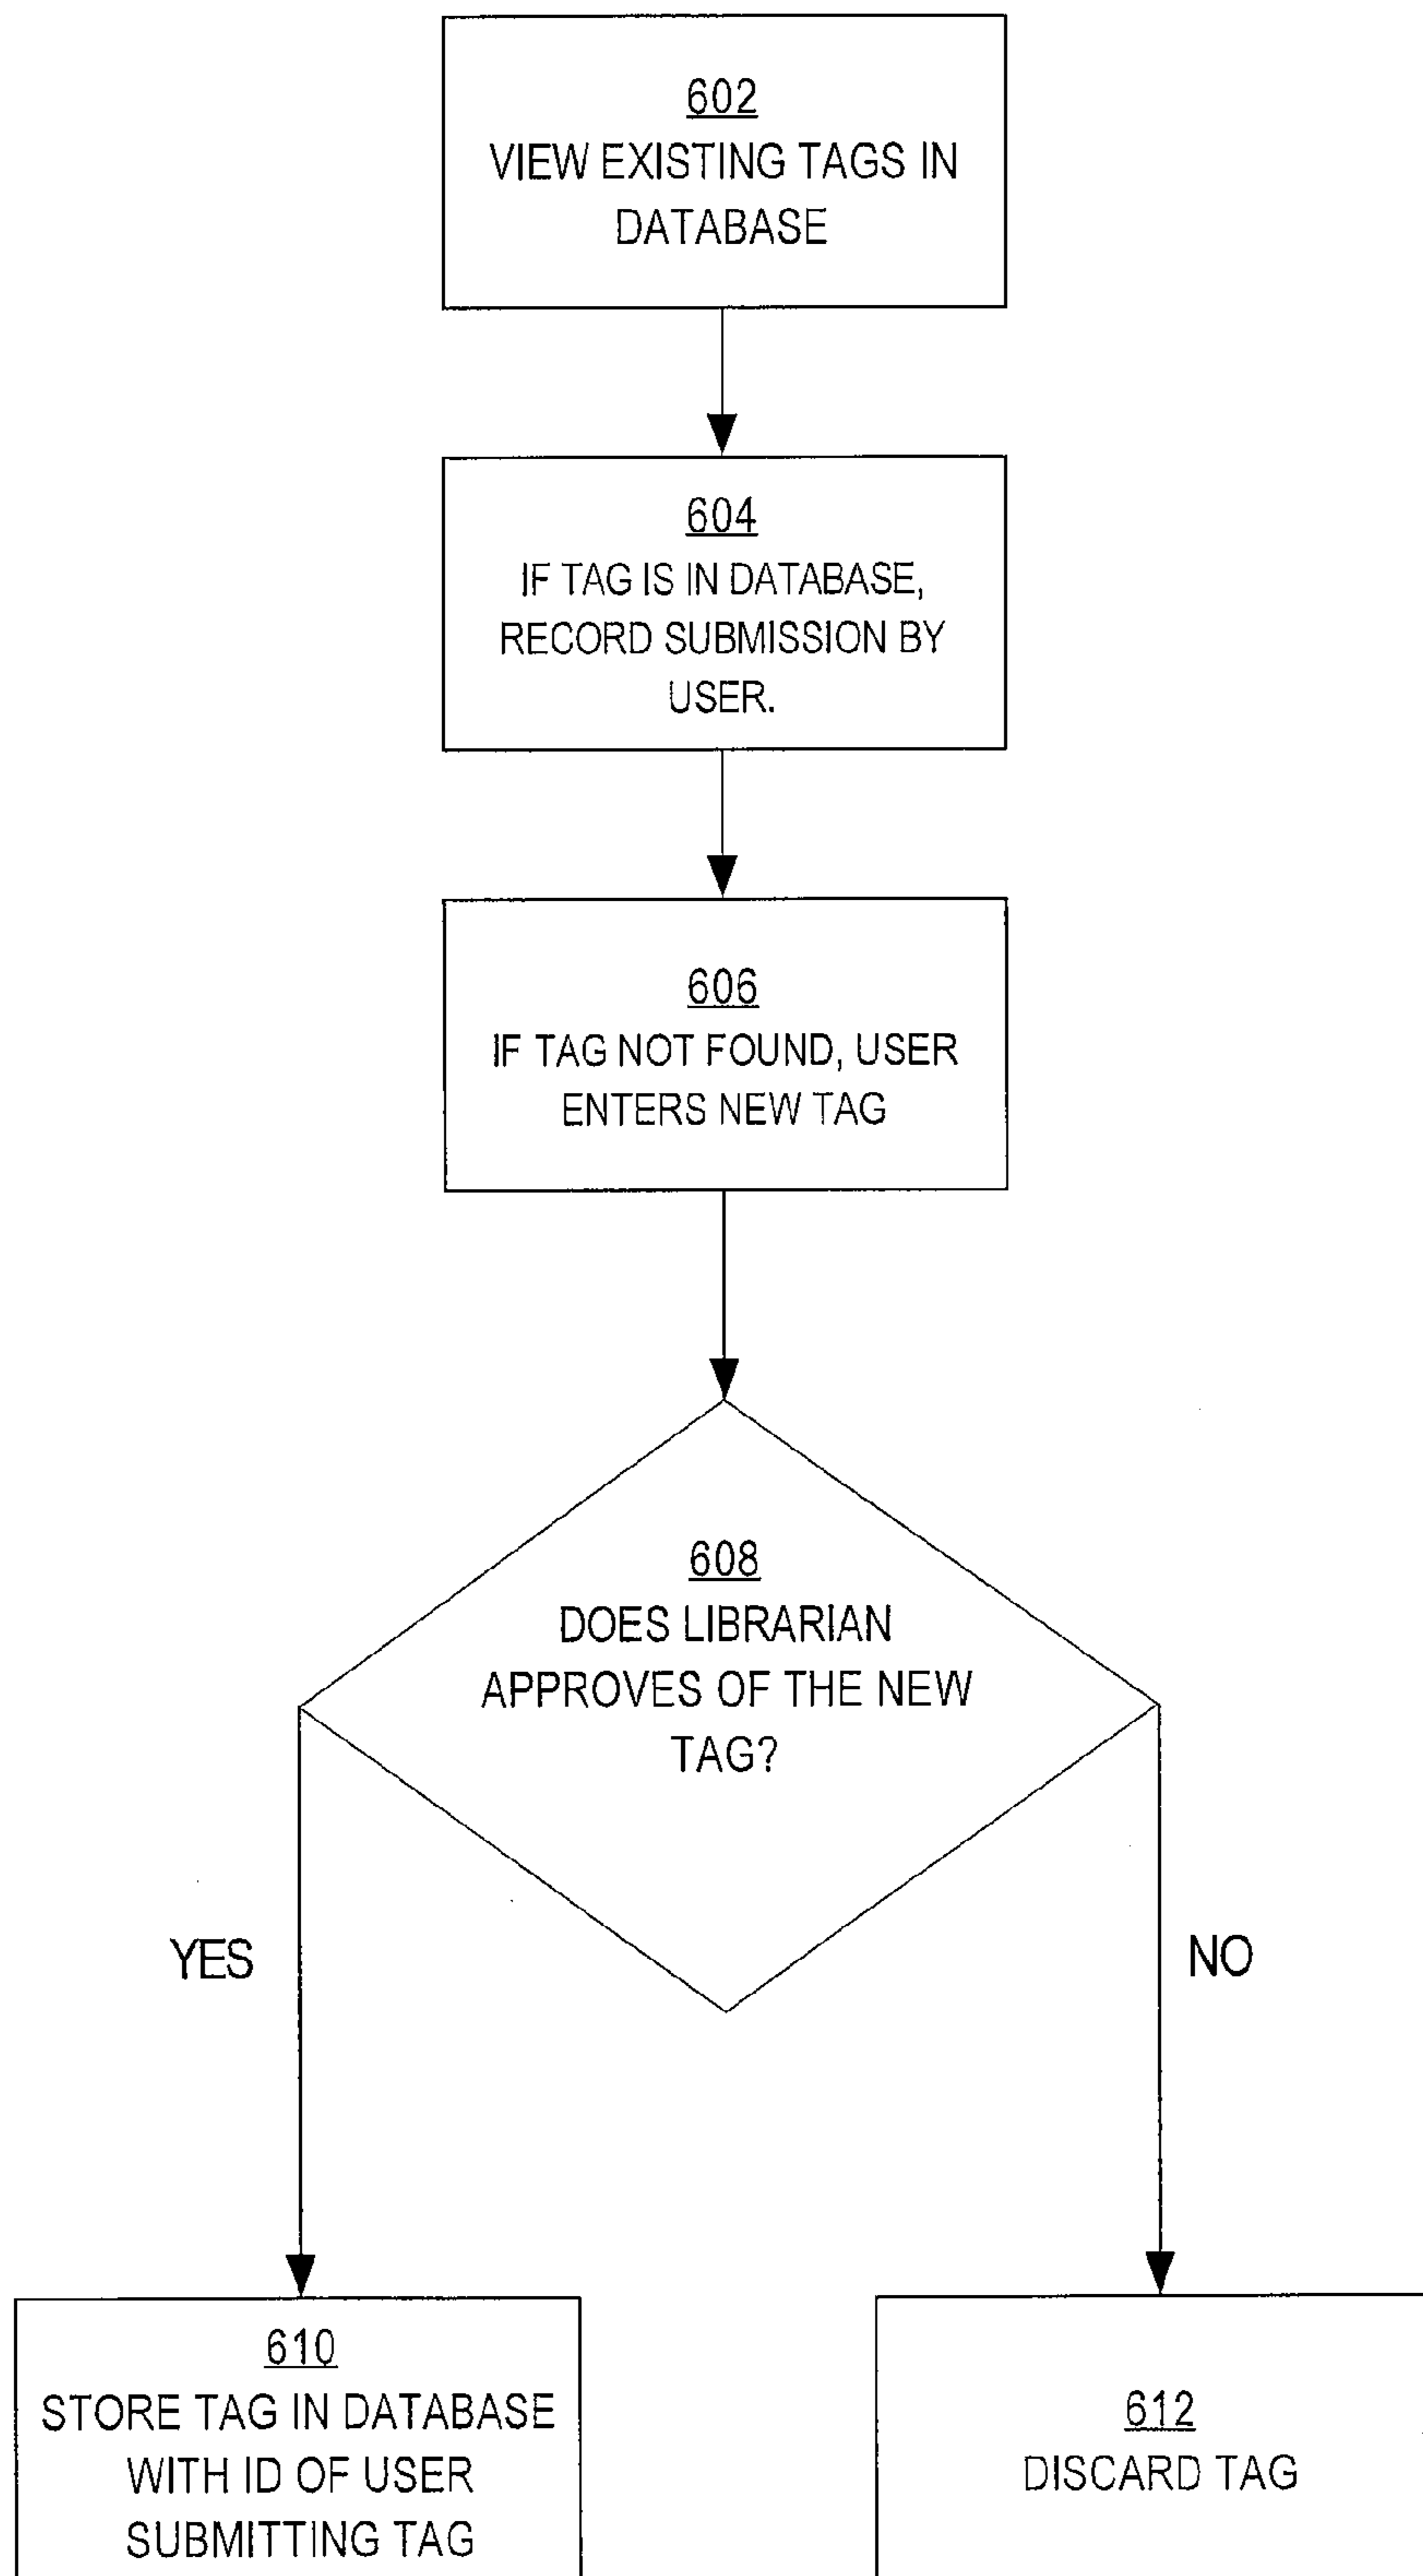 602
VIEW EXISTING TAGS IN
DATABASE
604
IF TAG IS IN DATABASE,
RECORD SUBMISSION BY
USER.
606
IF TAG NOT FOUND, USER
ENTERS NEW TAG
608
DOES LIBRARIAN
APPROVES OF THE NEW
TAG?
YES
NO
610
STORE TAG IN DATABASE
WITH ID OF USER
SUBMITTING TAG
612
DISCARD TAG